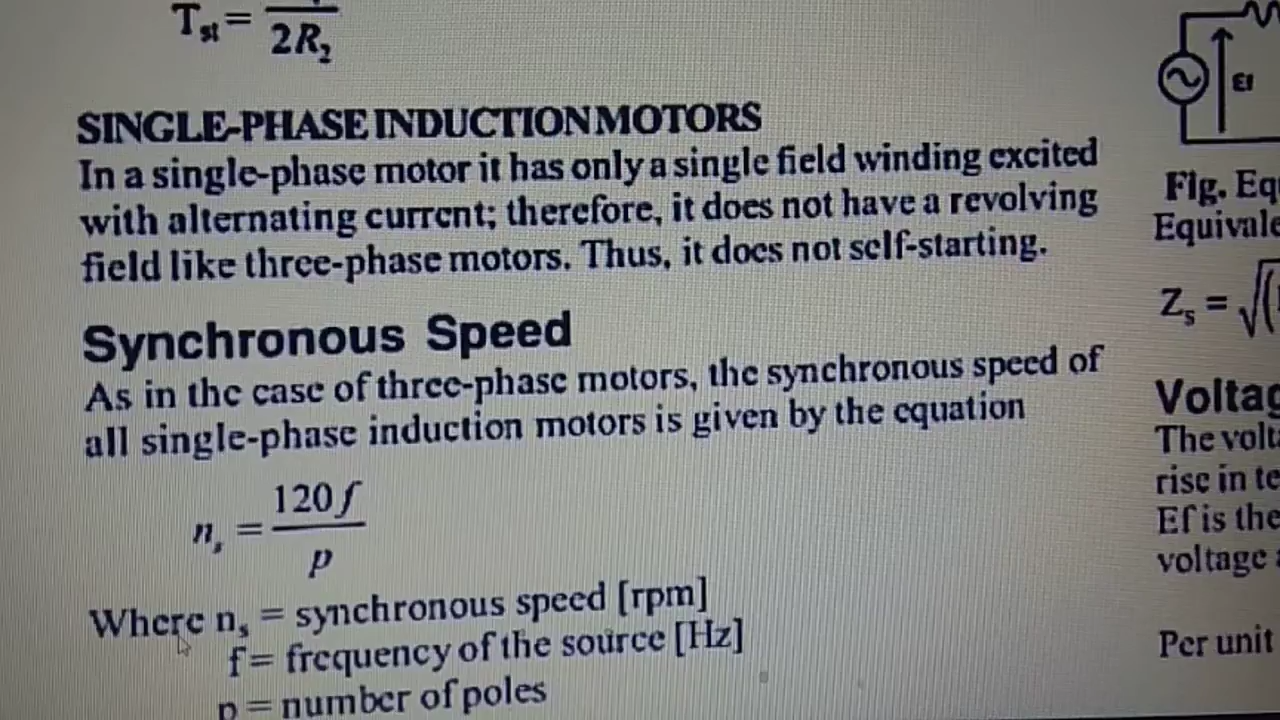 T_st = / 2R₂
SINGLE-PHASE INDUCTION MOTORS
In a single-phase motor it has only a single field winding excited
with alternating current; therefore, it does not have a revolving
field like three-phase motors. Thus, it does not self-starting.
Synchronous Speed
As in the case of three-phase motors, the synchronous speed of
all single-phase induction motors is given by the equation
n_s = 120f / p
Where n_s = synchronous speed [rpm]
f = frequency of the source [Hz]
p = number of poles
Ef
Fig. Eq
Equivale
Z_s = √(
Voltag
The volt
rise in te
Ef is the
voltage
Per unit